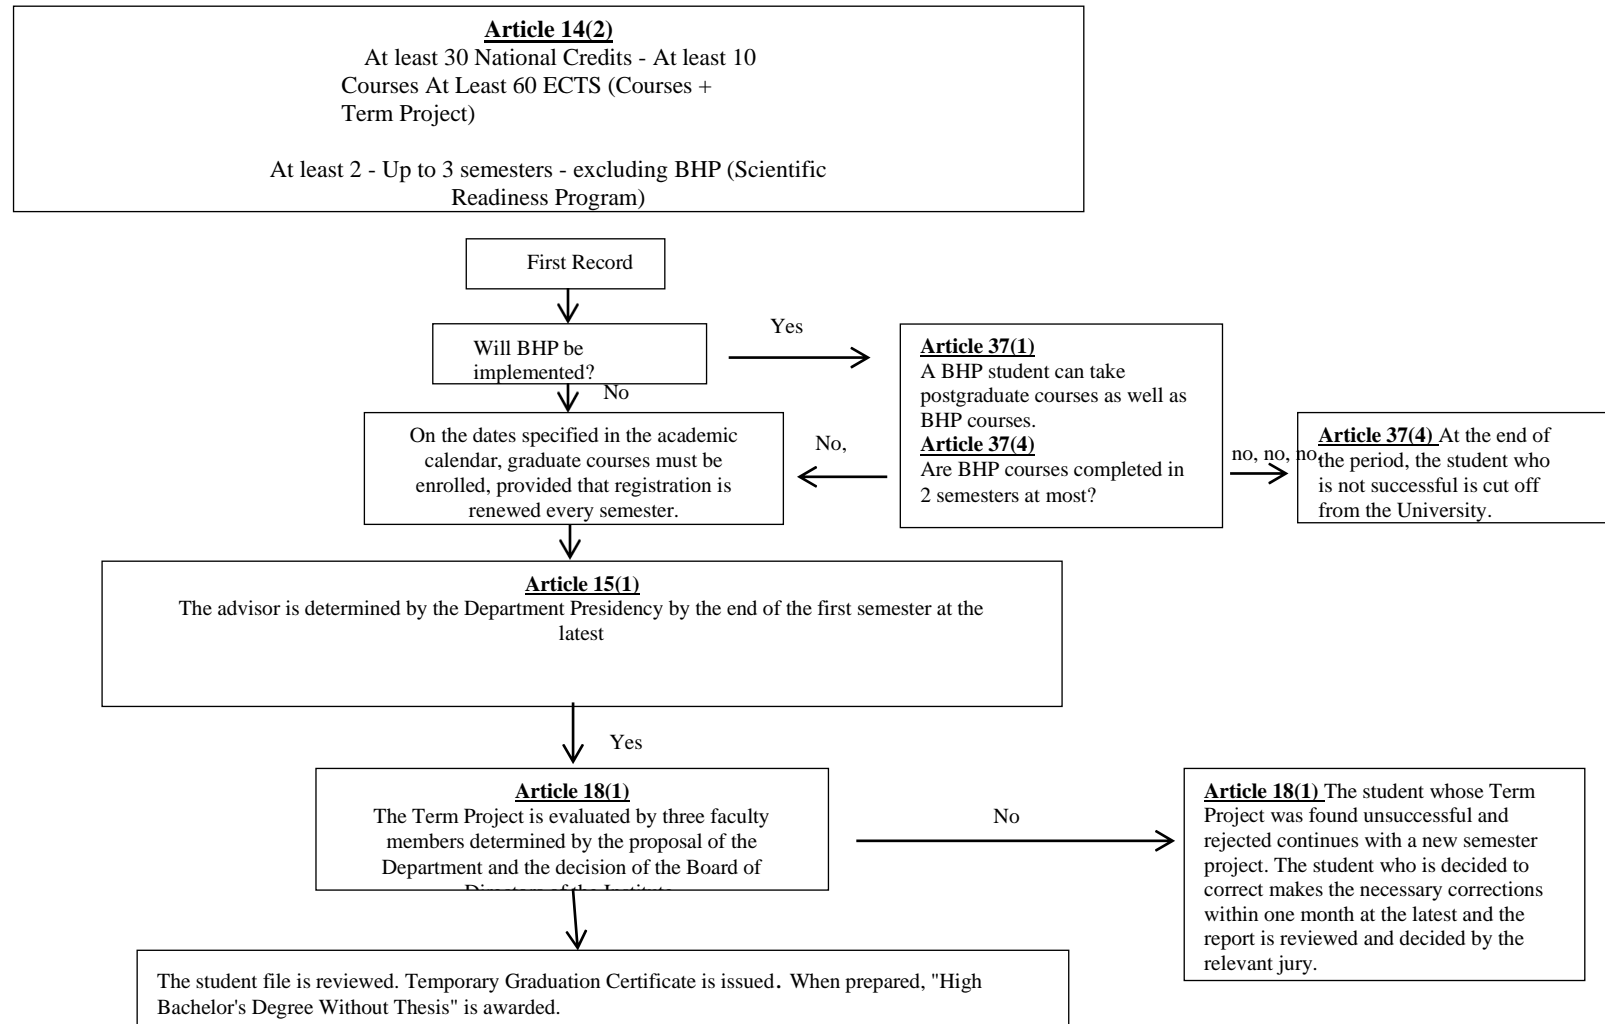 Article 14(2)
At least 30 National Credits - At least 10
Courses At Least 60 ECTS (Courses +
Term Project)
At least 2 - Up to 3 semesters - excluding BHP (Scientific
Readiness Program)
First Record
Will BHP be
implemented?
Yes
No
Article 37(1)
A BHP student can take
postgraduate courses as well as
BHP courses.
Article 37(4)
Are BHP courses completed in
2 semesters at most?
No,
no, no, no,
Article 37(4) At the end of
the period, the student who
is not successful is cut off
from the University.
On the dates specified in the academic
calendar, graduate courses must be
enrolled, provided that registration is
renewed every semester.
Article 15(1)
The advisor is determined by the Department Presidency by the end of the first semester at the
latest
Yes
Article 18(1)
The Term Project is evaluated by three faculty
members determined by the proposal of the
Department and the decision of the Board of
Directors of the Institute
No
Article 18(1) The student whose Term
Project was found unsuccessful and
rejected continues with a new semester
project. The student who is decided to
correct makes the necessary corrections
within one month at the latest and the
report is reviewed and decided by the
relevant jury.
The student file is reviewed. Temporary Graduation Certificate is issued. When prepared, "High
Bachelor's Degree Without Thesis" is awarded.